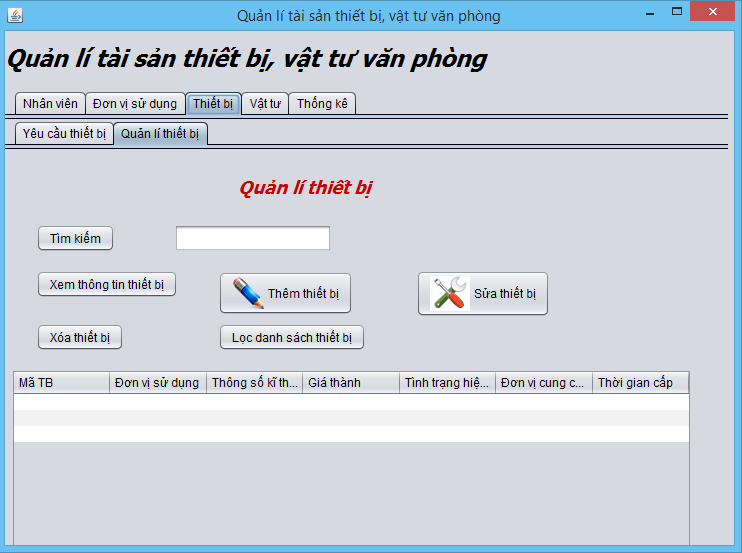 Quản lí tài sản thiết bị, vật tư văn phòng
Quản lí tài sản thiết bị, vật tư văn phòng
Nhân viên Đơn vị sử dụng Thiết bị Vật tư Thống kê
Yêu cầu thiết bị Quản lí thiết bị
Quản lí thiết bị
Tìm kiếm
Xem thông tin thiết bị Thêm thiết bị Sửa thiết bị
Xóa thiết bị Lọc danh sách thiết bị
Mã TB Đơn vị sử dụng Thông số kĩ th... Giá thành Tình trạng hiệ... Đơn vị cung c... Thời gian cấp